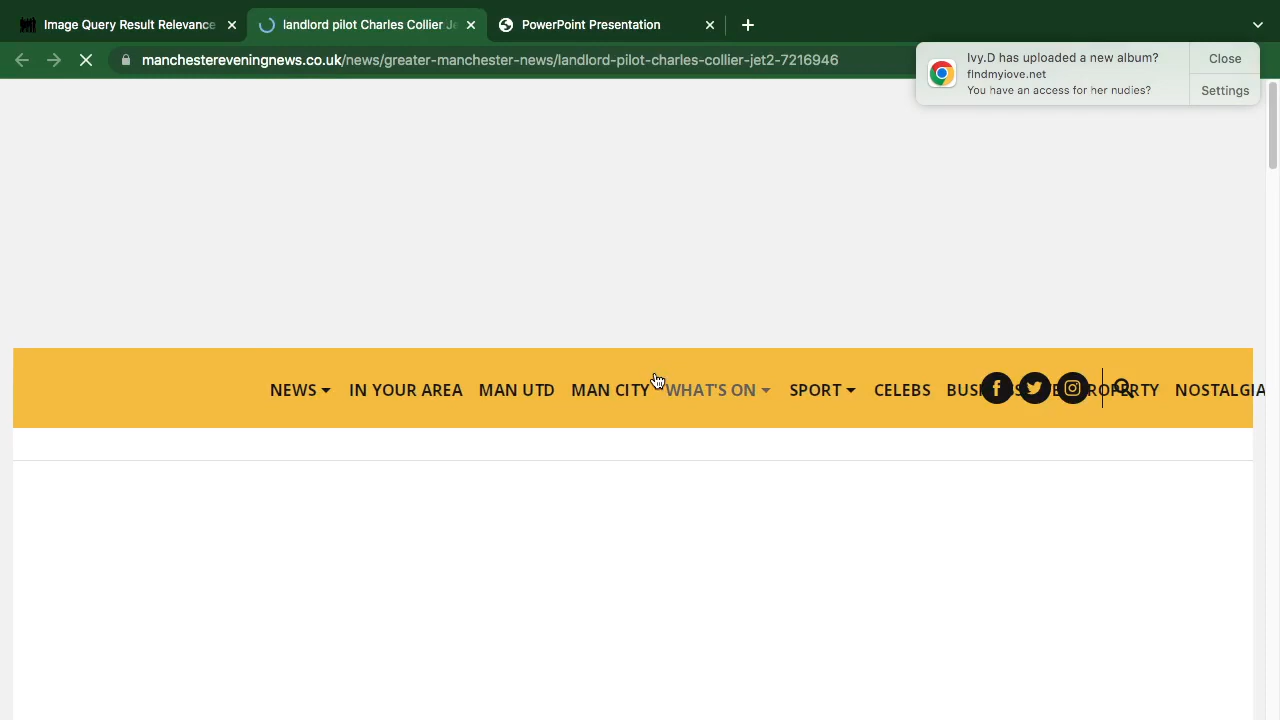 Image Query Result Relevance
landlord pilot Charles Collier Je
PowerPoint Presentation
manchestereveningnews.co.uk/news/greater-manchester-news/landlord-pilot-charles-collier-jet2-7216946
Ivy.D has uploaded a new album?
fIndmyiove.net
You have an access for her nudies?
Close
Settings
NEWS IN YOUR AREA MAN UTD MAN CITY WHAT'S ON SPORT CELEBS PROPERTY NOSTALGIA